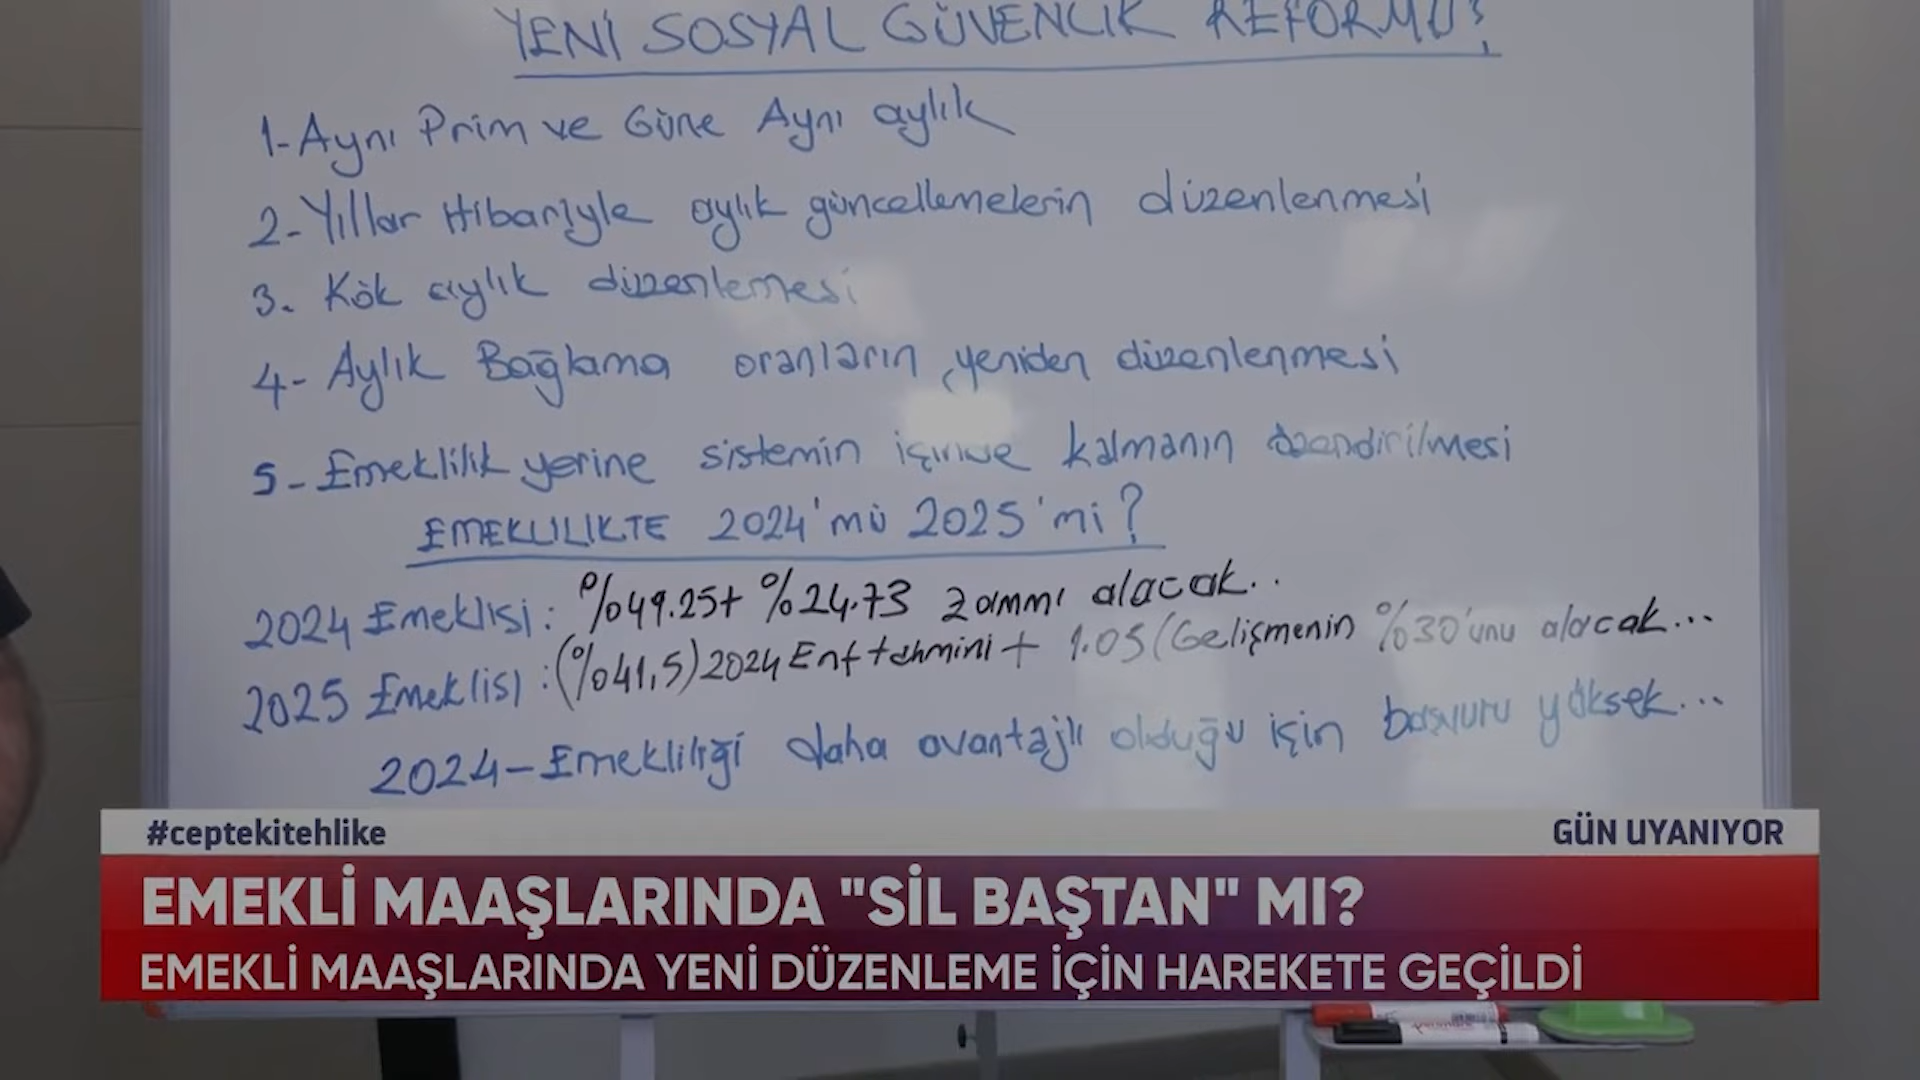 YENİ SOSYAL GÜVENLİK REFORMU?
1-Aynı Prim ve Güne Aynı aylık
2-Yıllar Hibariyle aylık güncellemelerin düzenlenmesi
3. Kök aylık düzenlemesi
4- Aylık Bağlama oranların yeniden düzenlenmesi
5-Emeklilik yerine sistemin içinde kalmanın özendirilmesi
EMEKLİLİKTE 2024'mü 2025'mi?
2024 Emeklisi: %49.25+ %24.73 zammı alacak..
2025 Emeklisi :(%41,5)2024 Enf tahmini + 1.05 (Gelişmenin %30'unu alacak...
2024-Emekliliği daha avantajlı olduğu için başvuru yüksek...
#ceptekitehlike
GÜN UYANIYOR
EMEKLİ MAAŞLARINDA "SİL BAŞTAN" MI?
EMEKLİ MAAŞLARINDA YENİ DÜZENLEME İÇİN HAREKETE GEÇİLDİ